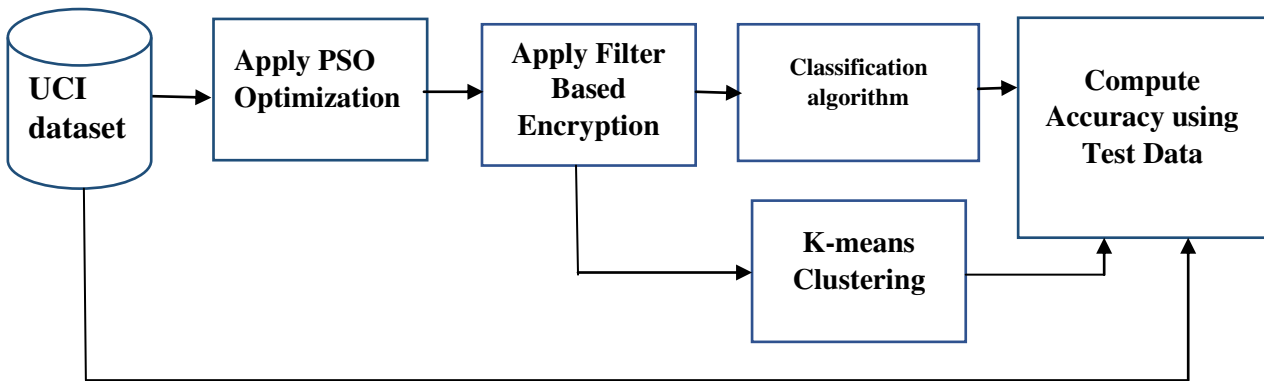 UCI
dataset
Apply PSO
Optimization
Apply Filter
Based
Encryption
Classification
algorithm
Compute
Accuracy using
Test Data
K-means
Clustering